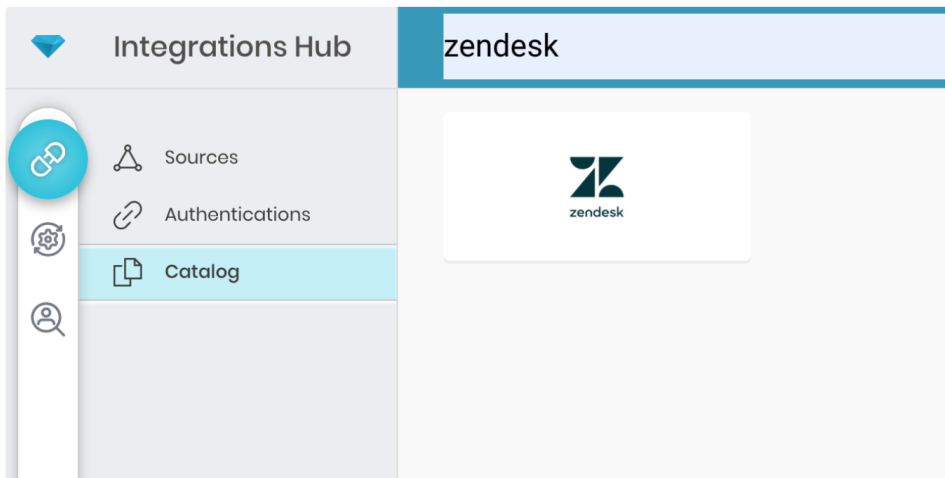 Integrations Hub
zendesk
Sources
Authentications
Catalog
zendesk